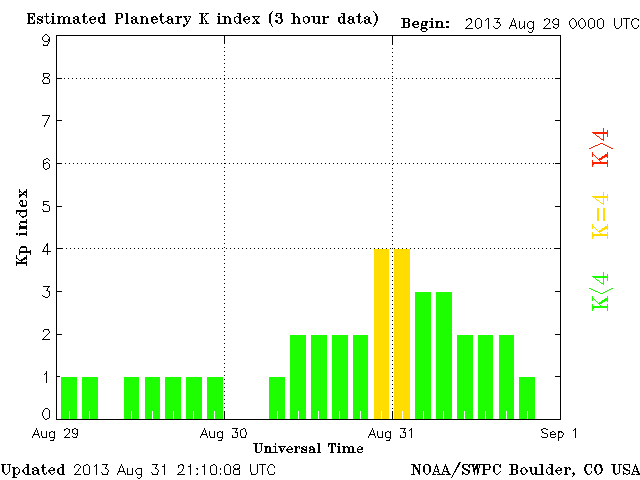 Estimated Planetary K index (3 hour data) Begin: 2013 Aug 29 0000 UTC
9
8
7
6
5
4
3
2
1
0
Kp index
K>4
K=4
K<4
Aug 29 Aug 30 Aug 31 Sep 1
Universal Time
Updated 2013 Aug 31 21:10:08 UTC NOAA/SWPC Boulder, CO USA